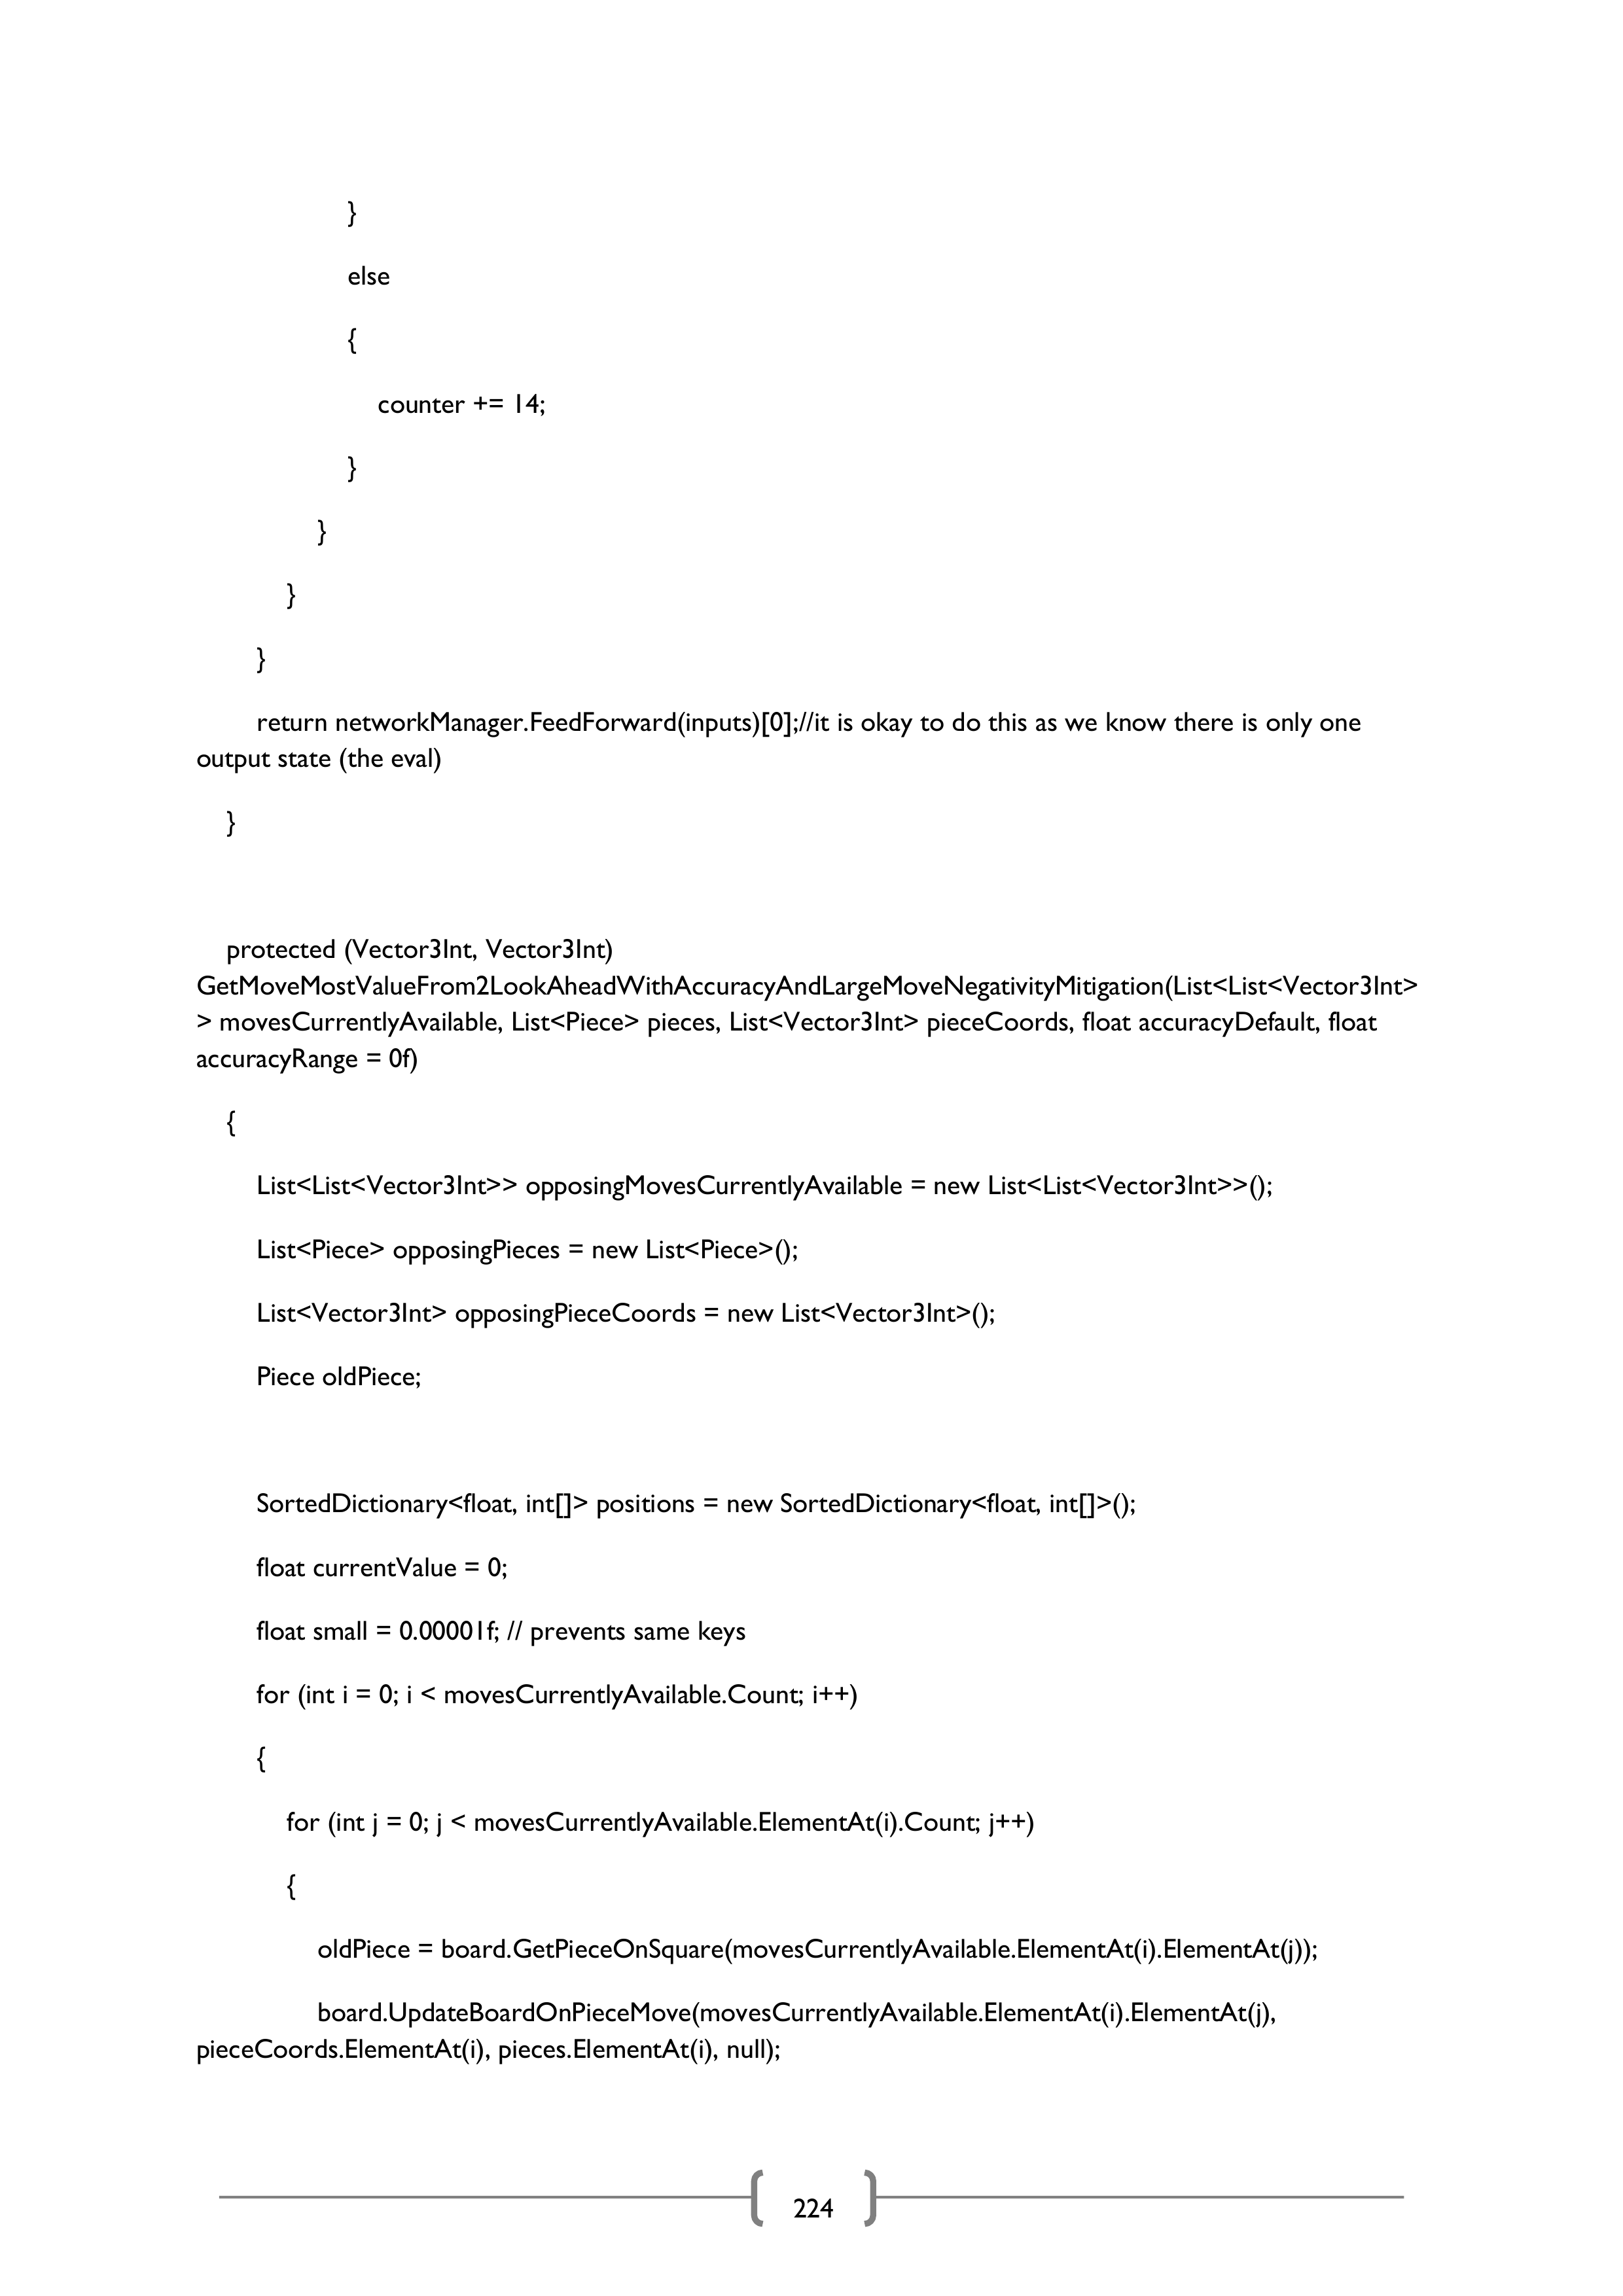 }
else
{
counter += 14;
}
}
}
}
return networkManager.FeedForward(inputs)[0];//it is okay to do this as we know there is only one
output state (the eval)
}
protected (Vector3Int, Vector3Int)
GetMoveMostValueFrom2LookAheadWithAccuracyAndLargeMoveNegativityMitigation(List<List<Vector3Int>
> movesCurrentlyAvailable, List<Piece> pieces, List<Vector3Int> pieceCoords, float accuracyDefault, float
accuracyRange = 0f)
{
List<List<Vector3Int>> opposingMovesCurrentlyAvailable = new List<List<Vector3Int>>();
List<Piece> opposingPieces = new List<Piece>();
List<Vector3Int> opposingPieceCoords = new List<Vector3Int>();
Piece oldPiece;
SortedDictionary<float, int[]> positions = new SortedDictionary<float, int[]>();
float currentValue = 0;
float small = 0.00001f; // prevents same keys
for (int i = 0; i < movesCurrentlyAvailable.Count; i++)
{
for (int j = 0; j < movesCurrentlyAvailable.ElementAt(i).Count; j++)
{
oldPiece = board.GetPieceOnSquare(movesCurrentlyAvailable.ElementAt(i).ElementAt(j));
board.UpdateBoardOnPieceMove(movesCurrentlyAvailable.ElementAt(i).ElementAt(j),
pieceCoords.ElementAt(i), pieces.ElementAt(i), null);
224